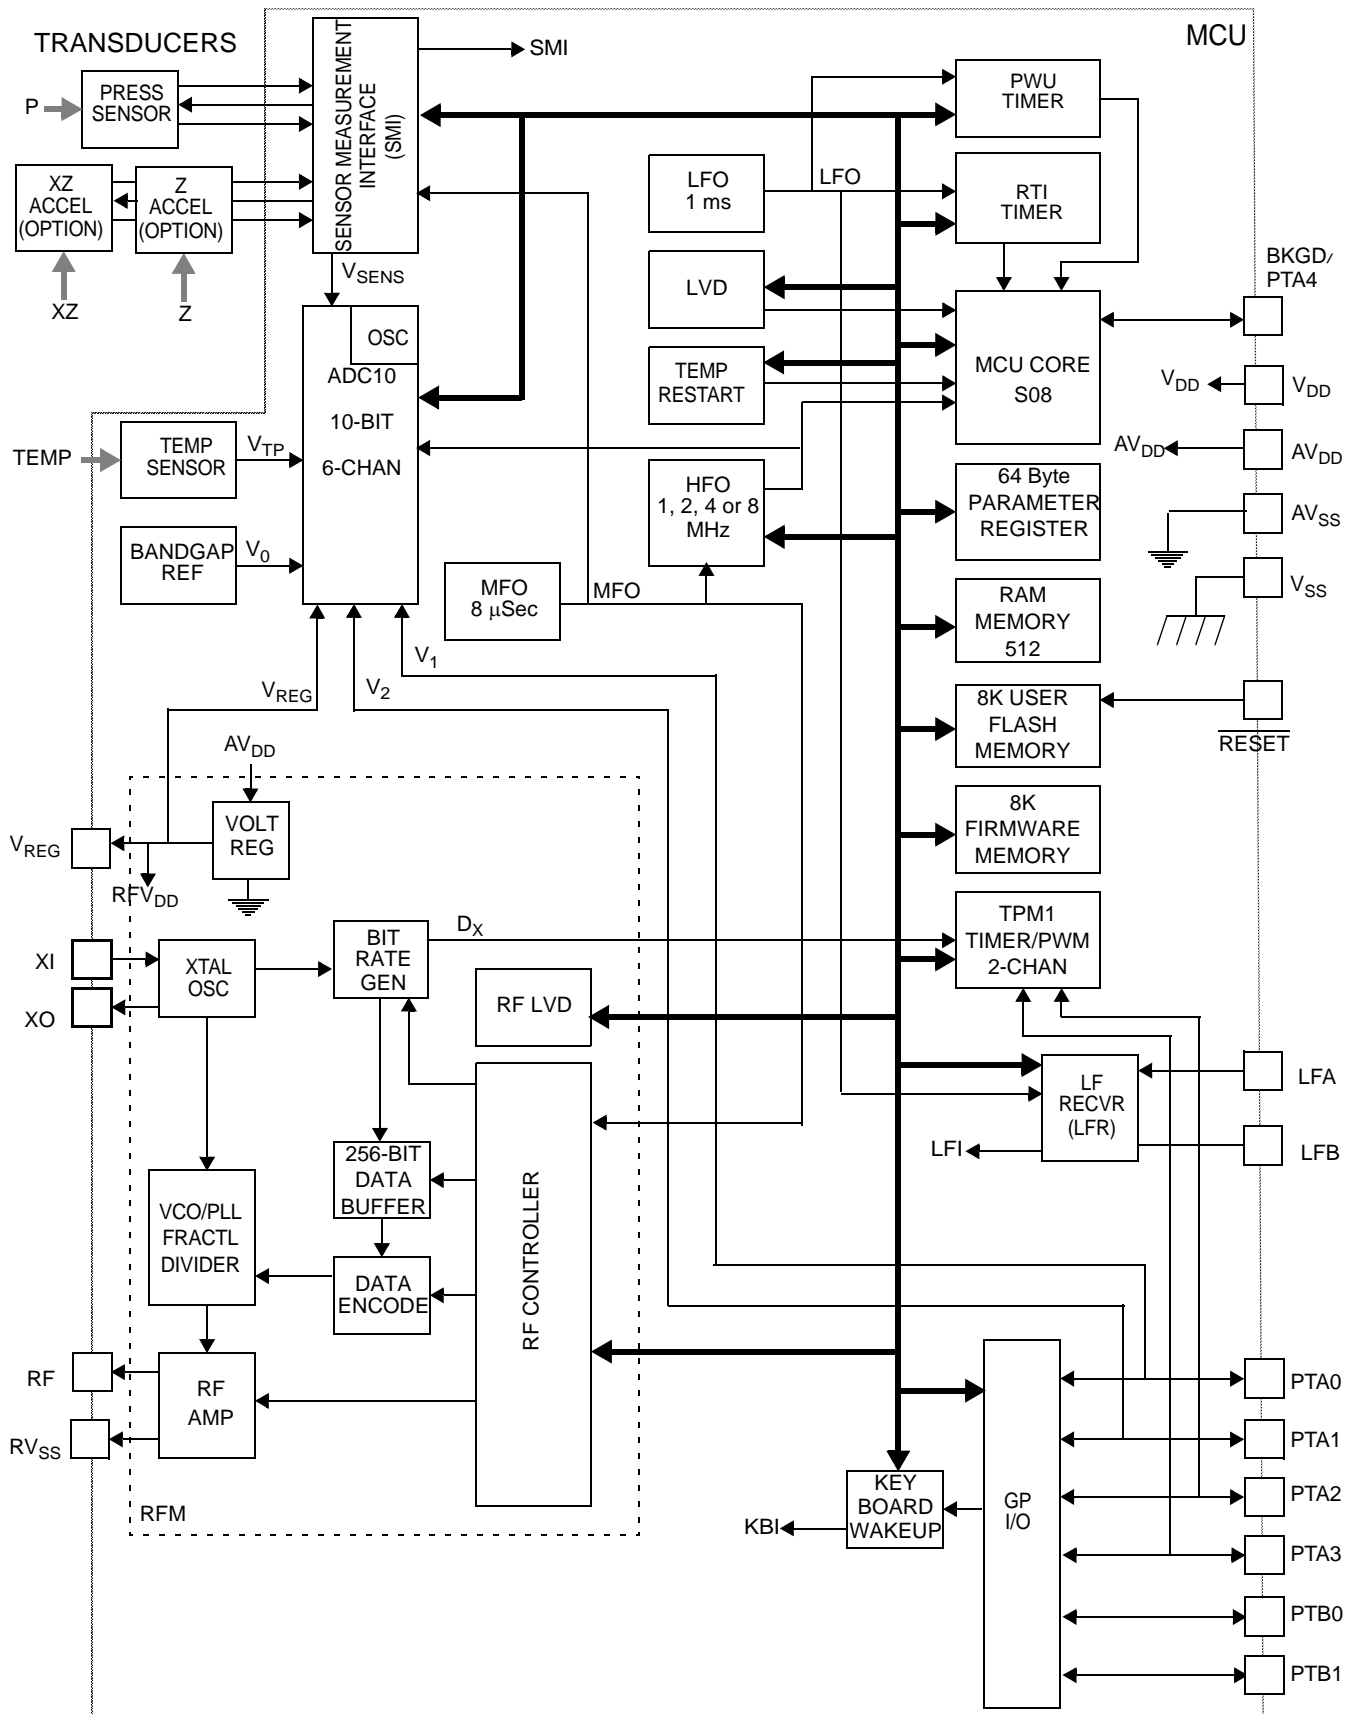 TRANSDUCERS
MCU
SENSOR MEASUREMENT
INTERFACE
(SMI)
SMI
P
PRESS
SENSOR
XZ
ACCEL
(OPTION)
Z
ACCEL
(OPTION)
XZ
Z
VSENS
OSC
ADC10
10-BIT
6-CHAN
TEMP
TEMP
SENSOR
VTP
BANDGAP
REF
V0
PWU
TIMER
LFO
1 ms
LFO
RTI
TIMER
LVD
TEMP
RESTART
MCU CORE
S08
BKGD/
PTA4
VDD
VDD
AVDD
AVDD
AVSS
VSS
HFO
1, 2, 4 or 8
MHz
64 Byte
PARAMETER
REGISTER
MFO
8 μSec
MFO
RAM
MEMORY
512
V1
VREG
V2
8K USER
FLASH
MEMORY
RESET
AVDD
VOLT
REG
VREG
RFVDD
8K
FIRMWARE
MEMORY
XI
XO
XTAL
OSC
BIT
RATE
GEN
DX
TPM1
TIMER/PWM
2-CHAN
RF LVD
LF
RECVR
(LFR)
LFA
LFB
LFI
256-BIT
DATA
BUFFER
VCO/PLL
FRACTL
DIVIDER
DATA
ENCODE
RF CONTROLLER
RF
RVSS
RF
AMP
RFM
KEY
BOARD
WAKEUP
KBI
GP
I/O
PTA0
PTA1
PTA2
PTA3
PTB0
PTB1